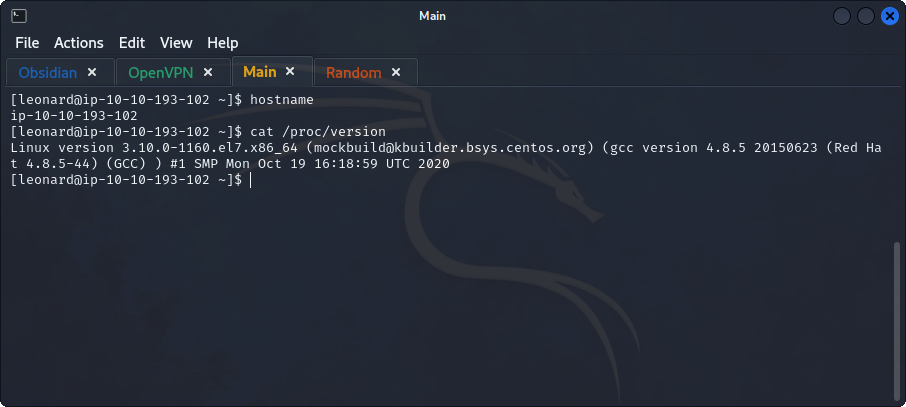 Main
File Actions Edit View Help
Obsidian × OpenVPN × Main × Random ×
[leonard@ip-10-10-193-102 ~]$ hostname
ip-10-10-193-102
[leonard@ip-10-10-193-102 ~]$ cat /proc/version
Linux version 3.10.0-1160.el7.x86_64 (mockbuild@kbuilder.bsys.centos.org) (gcc version 4.8.5 20150623 (Red Ha
t 4.8.5-44) (GCC) ) #1 SMP Mon Oct 19 16:18:59 UTC 2020
[leonard@ip-10-10-193-102 ~]$